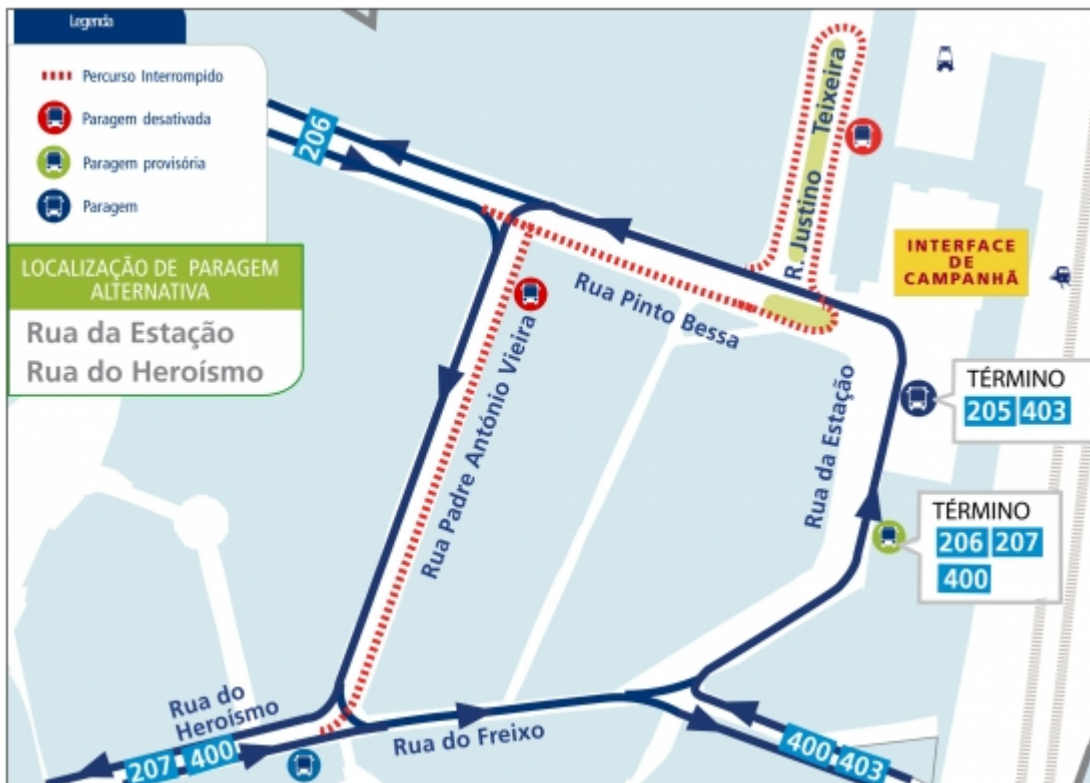 Legenda
Percurso Interrompido
Paragem desativada
Paragem provisória
Paragem
LOCALIZAÇÃO DE PARAGEM
ALTERNATIVA
Rua da Estação
Rua do Heroísmo
206
R. Justino Teixeira
INTERFACE
DE
CAMPANHÃ
Rua Pinto Bessa
Rua Padre António Vieira
Rua da Estação
TÉRMINO
205 403
TÉRMINO
206 207
400
Rua do
Heroísmo
Rua do Freixo
207 400
400 403